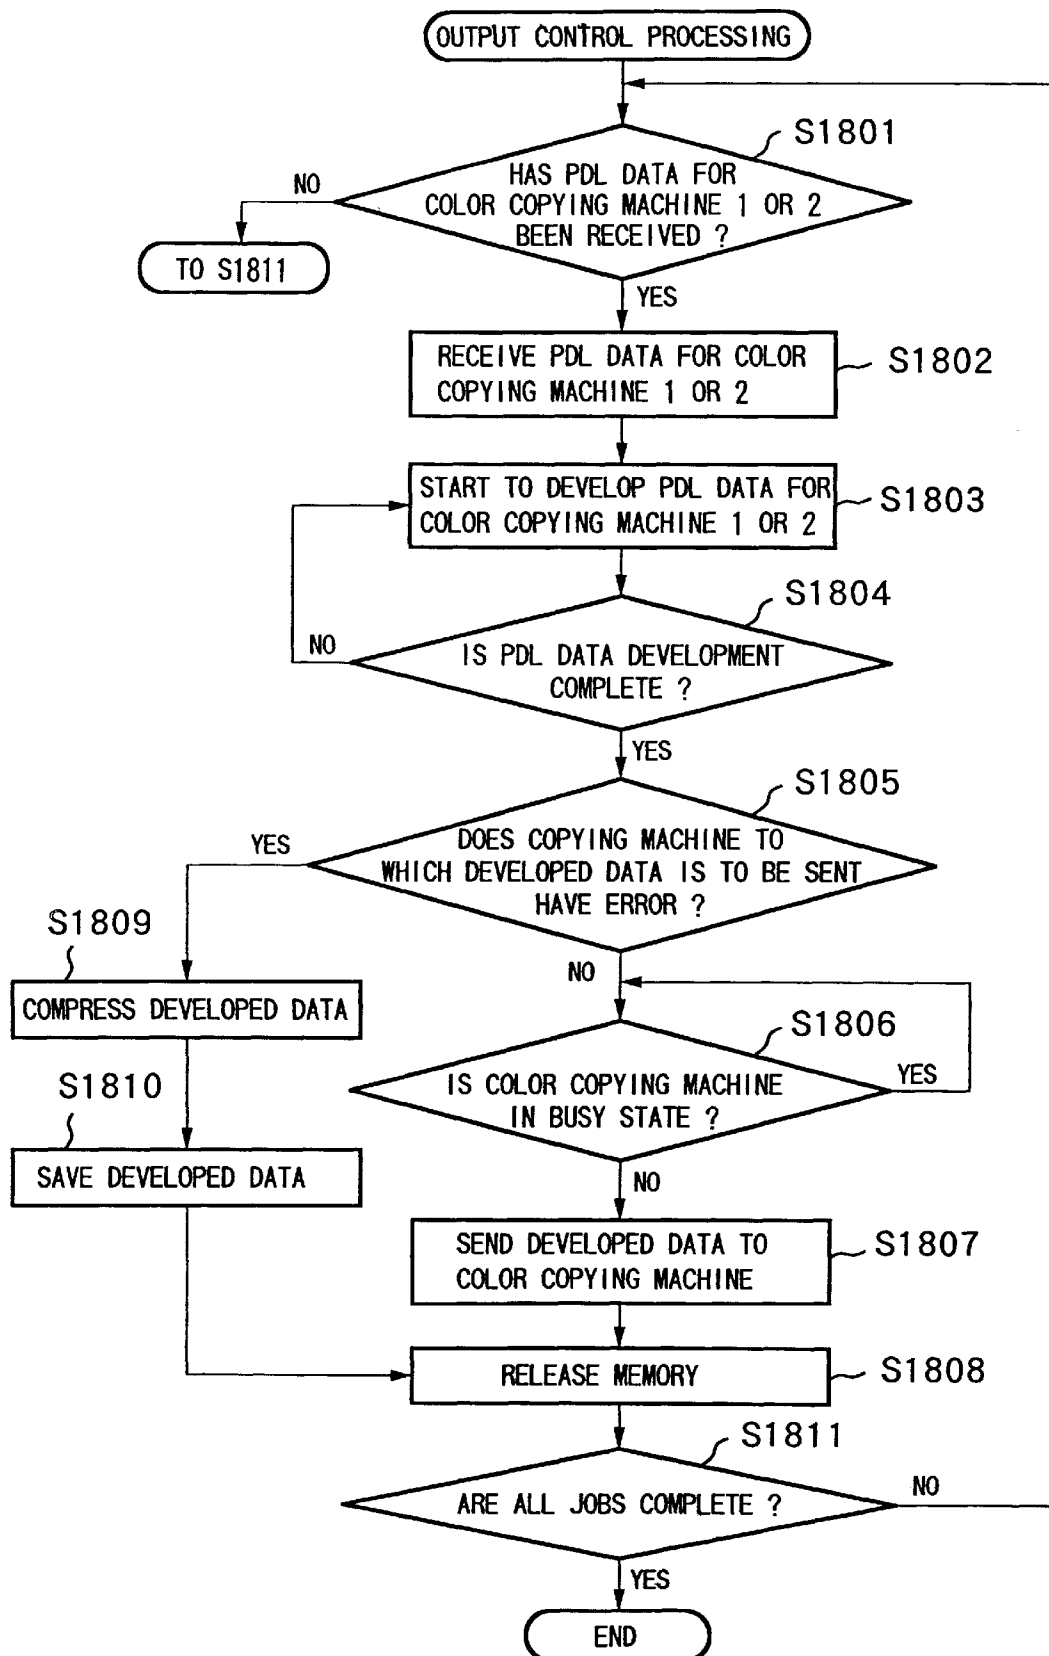 OUTPUT CONTROL PROCESSING
S1801
HAS PDL DATA FOR
COLOR COPYING MACHINE 1 OR 2
BEEN RECEIVED ?
NO
TO S1811
YES
RECEIVE PDL DATA FOR COLOR
COPYING MACHINE 1 OR 2
S1802
START TO DEVELOP PDL DATA FOR
COLOR COPYING MACHINE 1 OR 2
S1803
S1804
NO
IS PDL DATA DEVELOPMENT
COMPLETE ?
YES
S1805
YES
DOES COPYING MACHINE TO
WHICH DEVELOPED DATA IS TO BE SENT
HAVE ERROR ?
S1809
NO
COMPRESS DEVELOPED DATA
S1806
IS COLOR COPYING MACHINE
IN BUSY STATE ?
YES
S1810
SAVE DEVELOPED DATA
NO
SEND DEVELOPED DATA TO
COLOR COPYING MACHINE
S1807
RELEASE MEMORY
S1808
S1811
ARE ALL JOBS COMPLETE ?
NO
YES
END